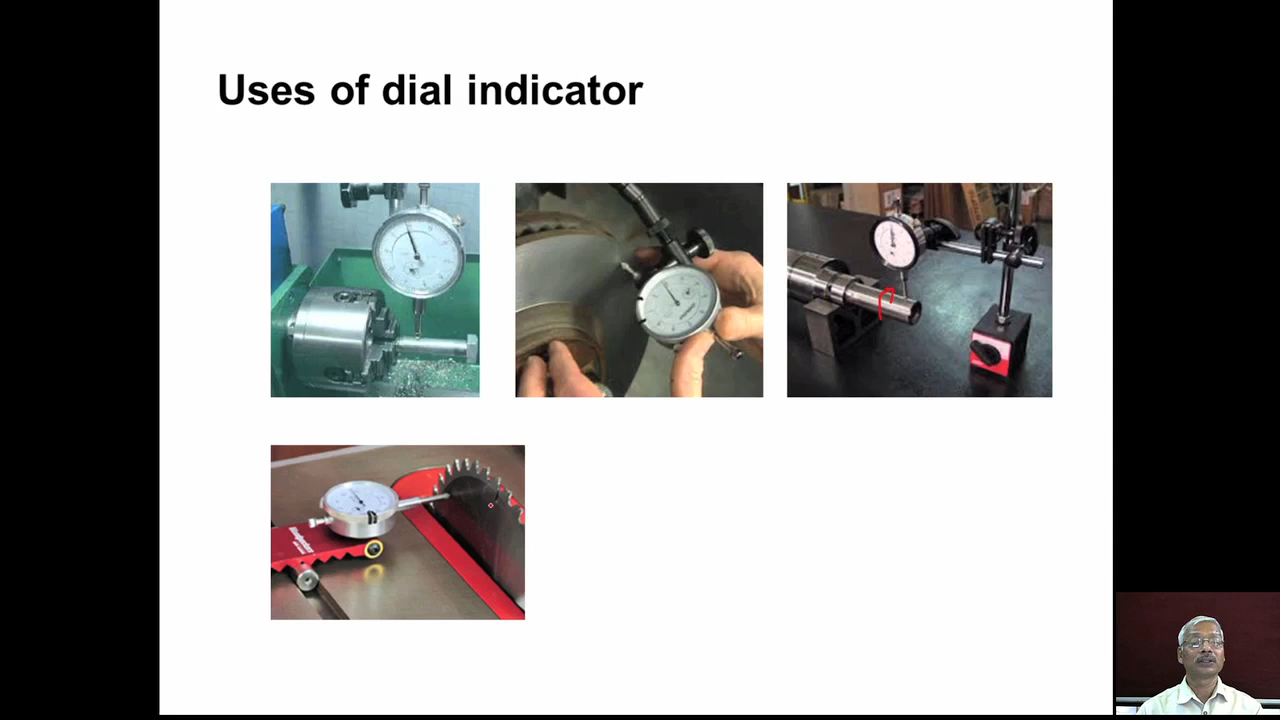 Uses of dial indicator